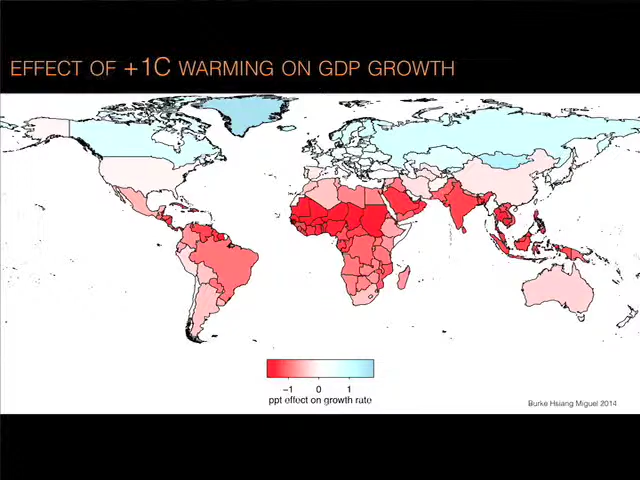 EFFECT OF +1C WARMING ON GDP GROWTH
−1 0 1
ppt effect on growth rate
Burke Hsiang Miguel 2014